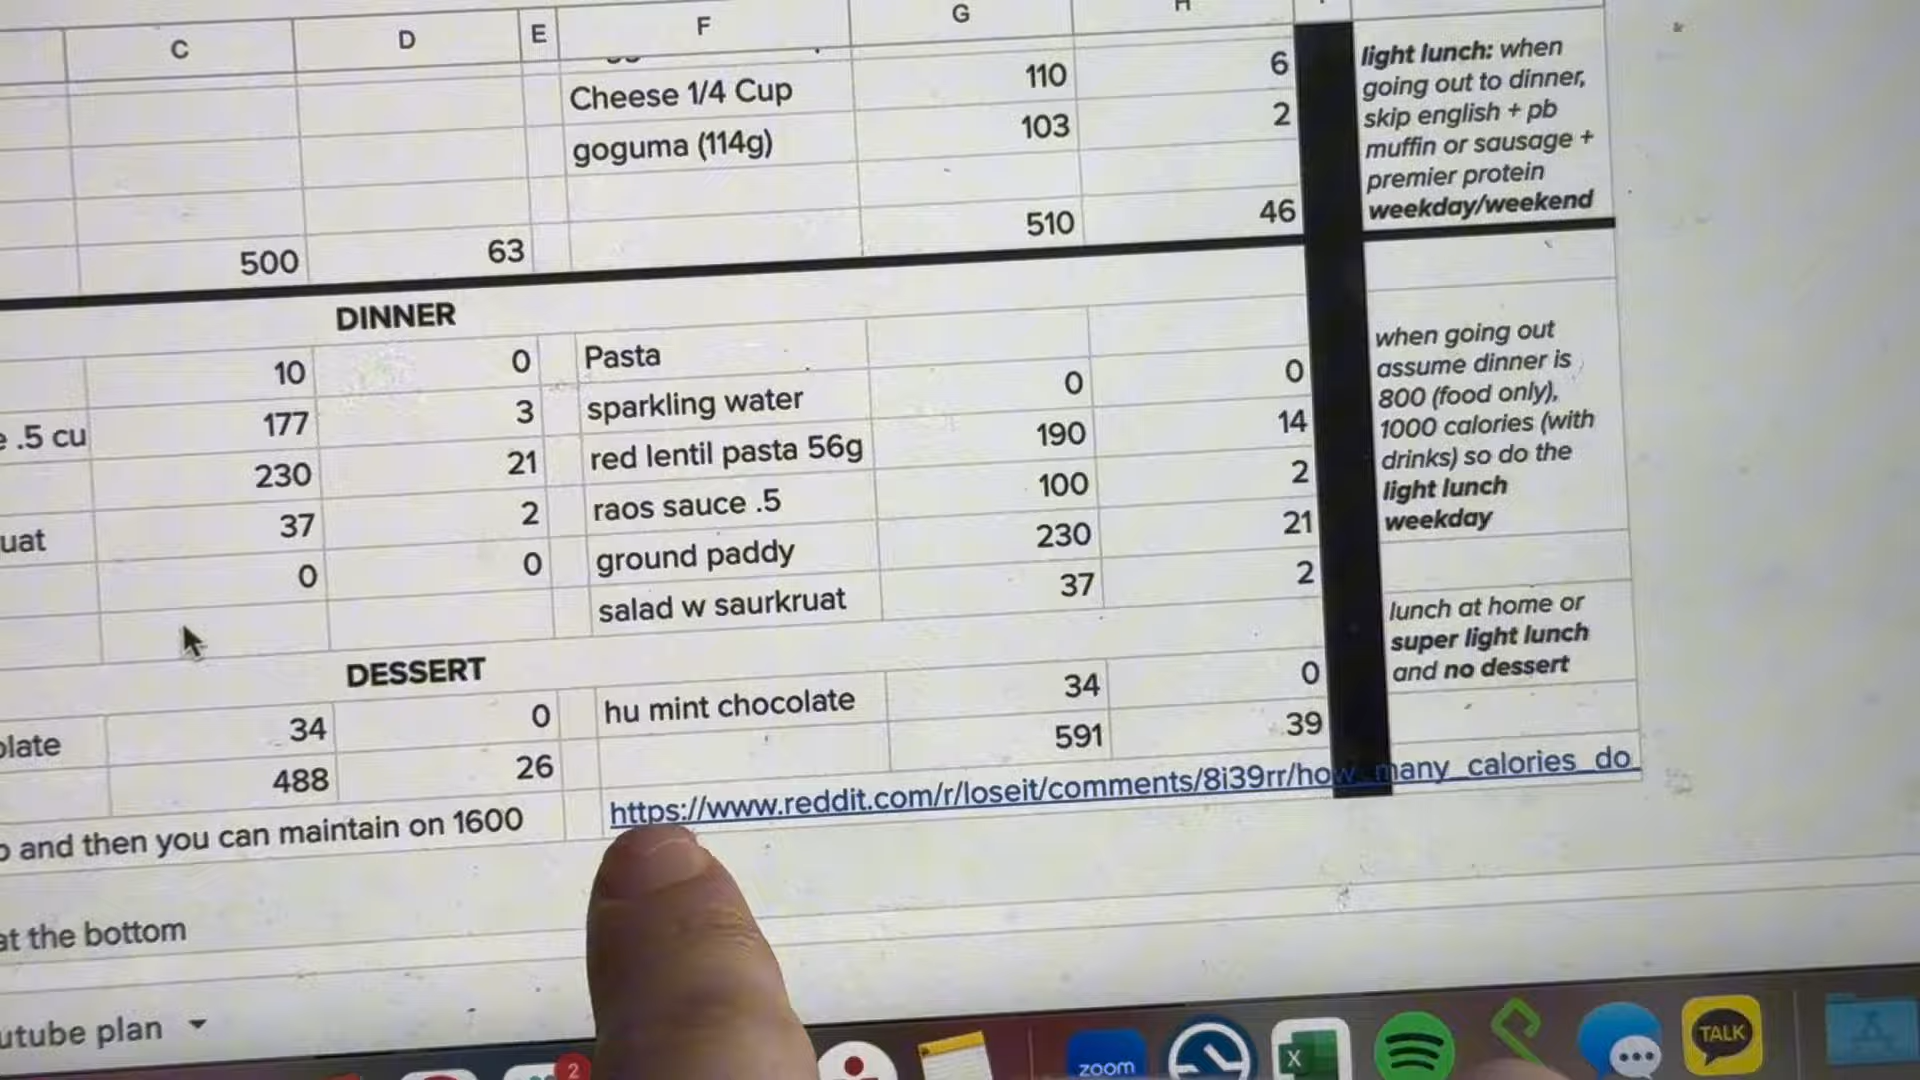 C D E F G
Cheese 1/4 Cup 110 6
goguma (114g) 103 2
500 63 510 46
light lunch: when
going out to dinner,
skip english + pb
muffin or sausage +
premier protein
weekday/weekend
DINNER
10 0 Pasta
177 3 sparkling water 0 0
.5 cu 230 21 red lentil pasta 56g 190 14
37 2 raos sauce .5 100 2
uat 0 0 ground paddy 230 21
salad w saurkruat 37 2
when going out
assume dinner is
800 (food only),
1000 calories (with
drinks) so do the
light lunch
weekday
lunch at home or
super light lunch
and no dessert
DESSERT
olate 34 0 hu mint chocolate 34 0
488 26 591 39
and then you can maintain on 1600 https://www.reddit.com/r/loseit/comments/8i39rr/how_many_calories_do_
at the bottom
utube plan
2
zoom
X
TALK